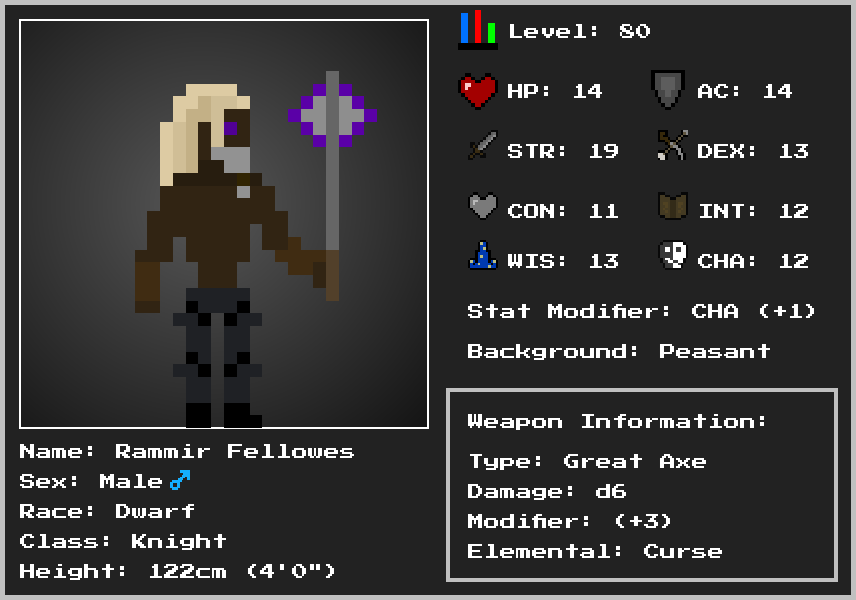 Level: 80
HP: 14
AC: 14
STR: 19
DEX: 13
CON: 11
INT: 12
WIS: 13
CHA: 12
Stat Modifier: CHA (+1)
Background: Peasant
Weapon Information:
Type: Great Axe
Damage: d6
Modifier: (+3)
Elemental: Curse
Name: Rammir Fellowes
Sex: Male ♂
Race: Dwarf
Class: Knight
Height: 122cm (4'0")